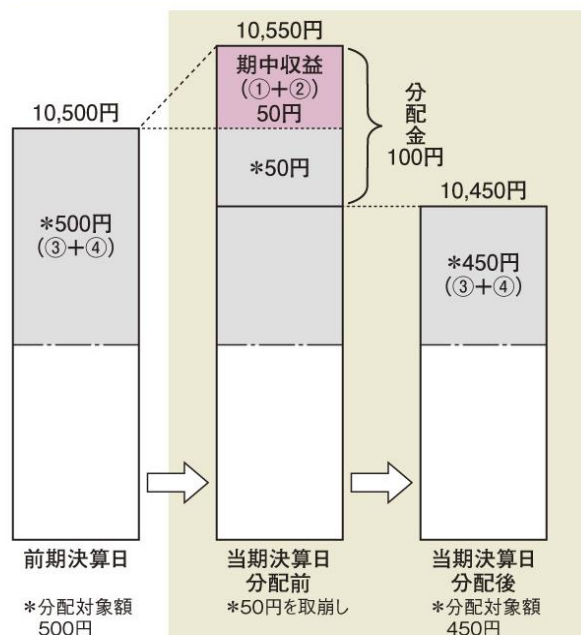 10,550円
期中収益
(①+②)
50円
分配金
100円
10,500円
*50円
10,450円
*500円
(③+④)
*450円
(③+④)
前期決算日
当期決算日
分配前
当期決算日
分配後
*分配対象額
500円
*50円を取崩し
*分配対象額
450円